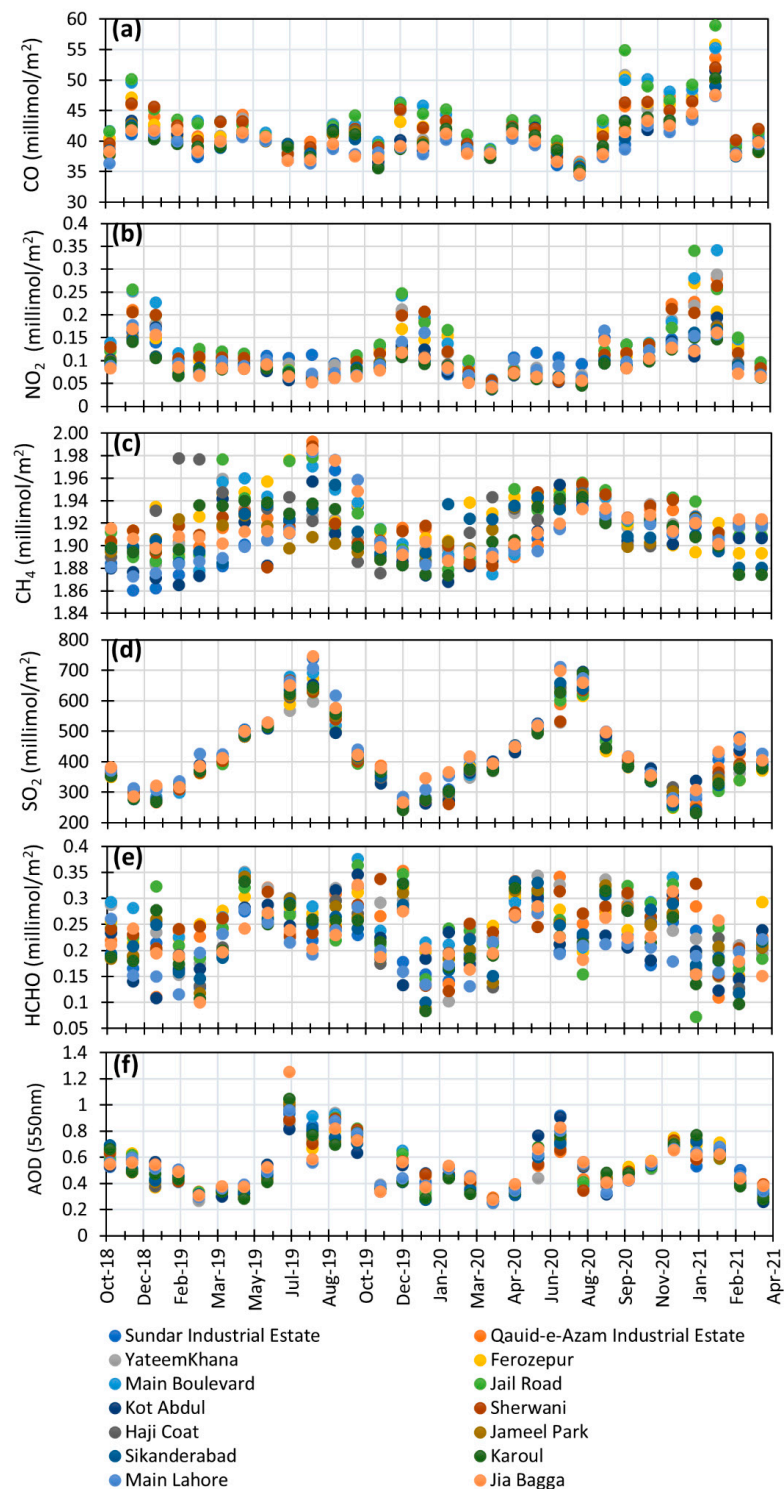 (a)
CO (millimol/m²)
60
55
50
45
40
35
30
(b)
NO₂ (millimol/m²)
0.4
0.35
0.3
0.25
0.2
0.15
0.1
0.05
0
(c)
CH₄ (millimol/m²)
2.00
1.98
1.96
1.94
1.92
1.90
1.88
1.86
1.84
(d)
SO₂ (millimol/m²)
800
700
600
500
400
300
200
(e)
HCHO (millimol/m²)
0.4
0.35
0.3
0.25
0.2
0.15
0.1
0.05
(f)
AOD (550nm)
1.4
1.2
1
0.8
0.6
0.4
0.2
0
Oct-18
Dec-18
Feb-19
Mar-19
May-19
Jul-19
Aug-19
Oct-19
Dec-19
Jan-20
Mar-20
Apr-20
Jun-20
Aug-20
Sep-20
Nov-20
Jan-21
Feb-21
Apr-21
Sundar Industrial Estate Qauid-e-Azam Industrial Estate
YateemKhana Ferozepur
Main Boulevard Jail Road
Kot Abdul Sherwani
Haji Coat Jameel Park
Sikanderabad Karoul
Main Lahore Jia Bagga